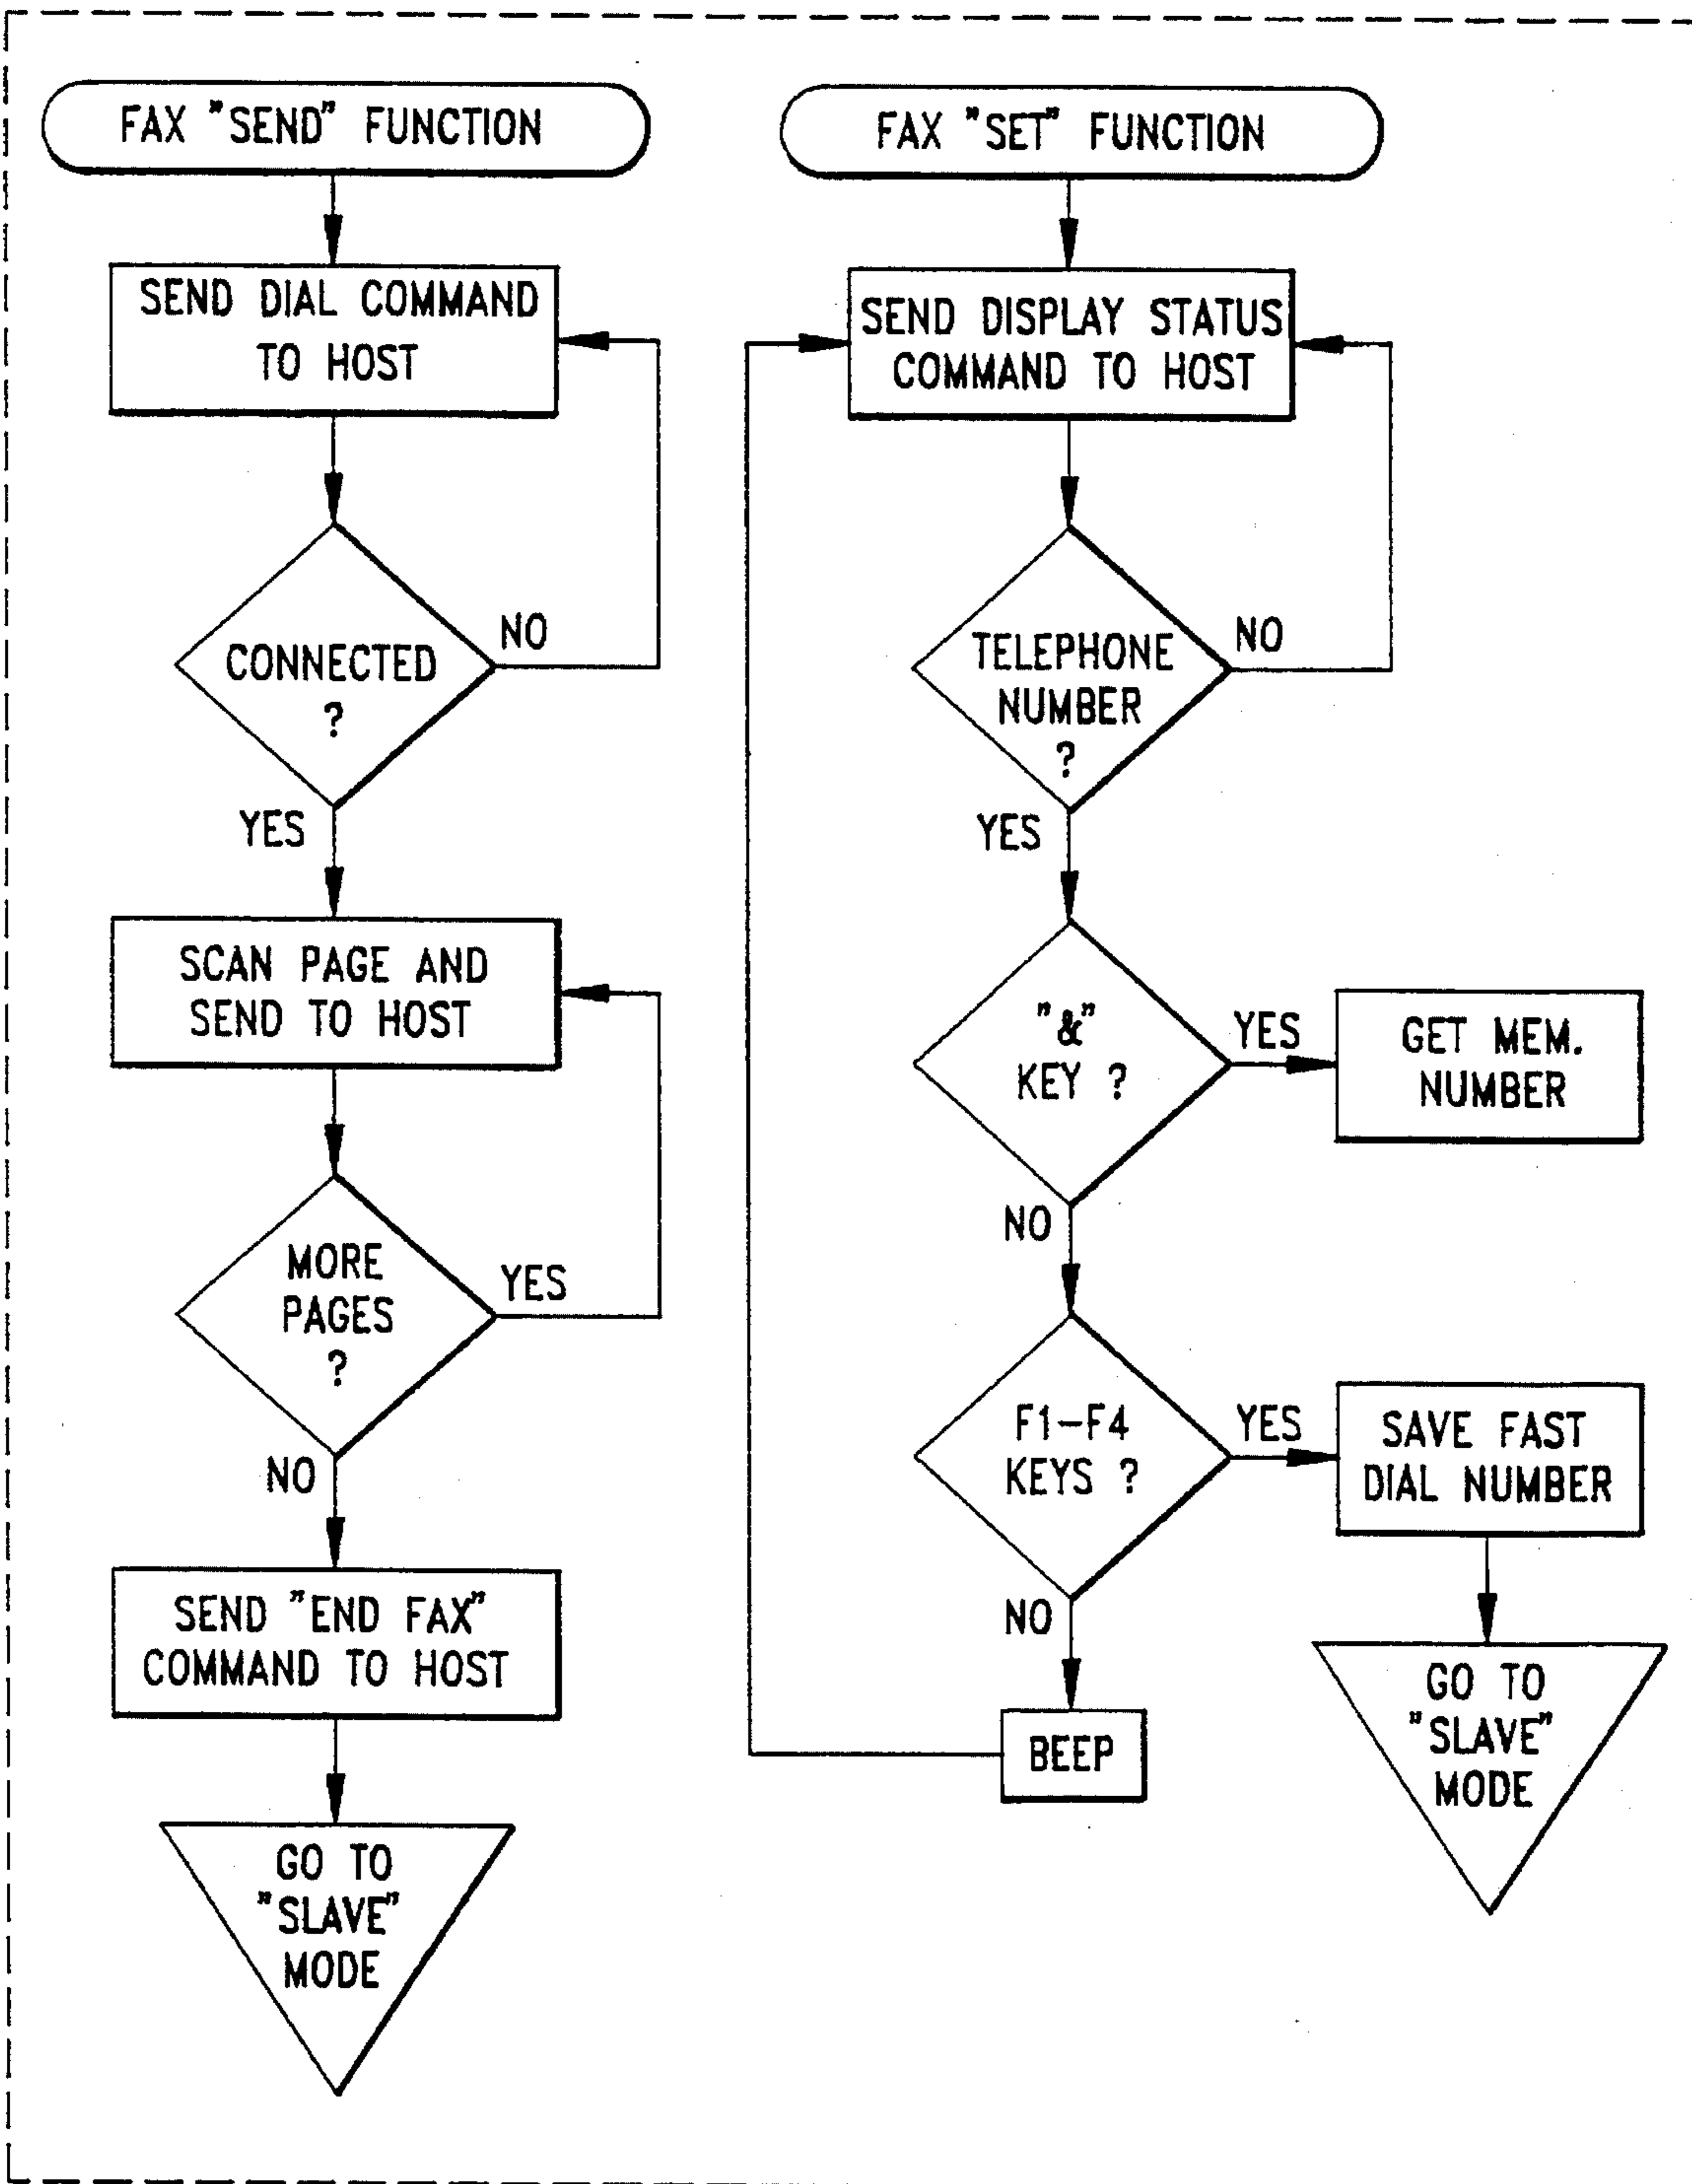 FAX "SEND" FUNCTION
SEND DIAL COMMAND
TO HOST
CONNECTED
?
NO
YES
SCAN PAGE AND
SEND TO HOST
MORE
PAGES
?
YES
NO
SEND "END FAX"
COMMAND TO HOST
GO TO
"SLAVE"
MODE
FAX "SET" FUNCTION
SEND DISPLAY STATUS
COMMAND TO HOST
TELEPHONE
NUMBER
?
NO
YES
"&"
KEY ?
YES
GET MEM.
NUMBER
NO
F1-F4
KEYS ?
YES
SAVE FAST
DIAL NUMBER
NO
BEEP
GO TO
"SLAVE"
MODE